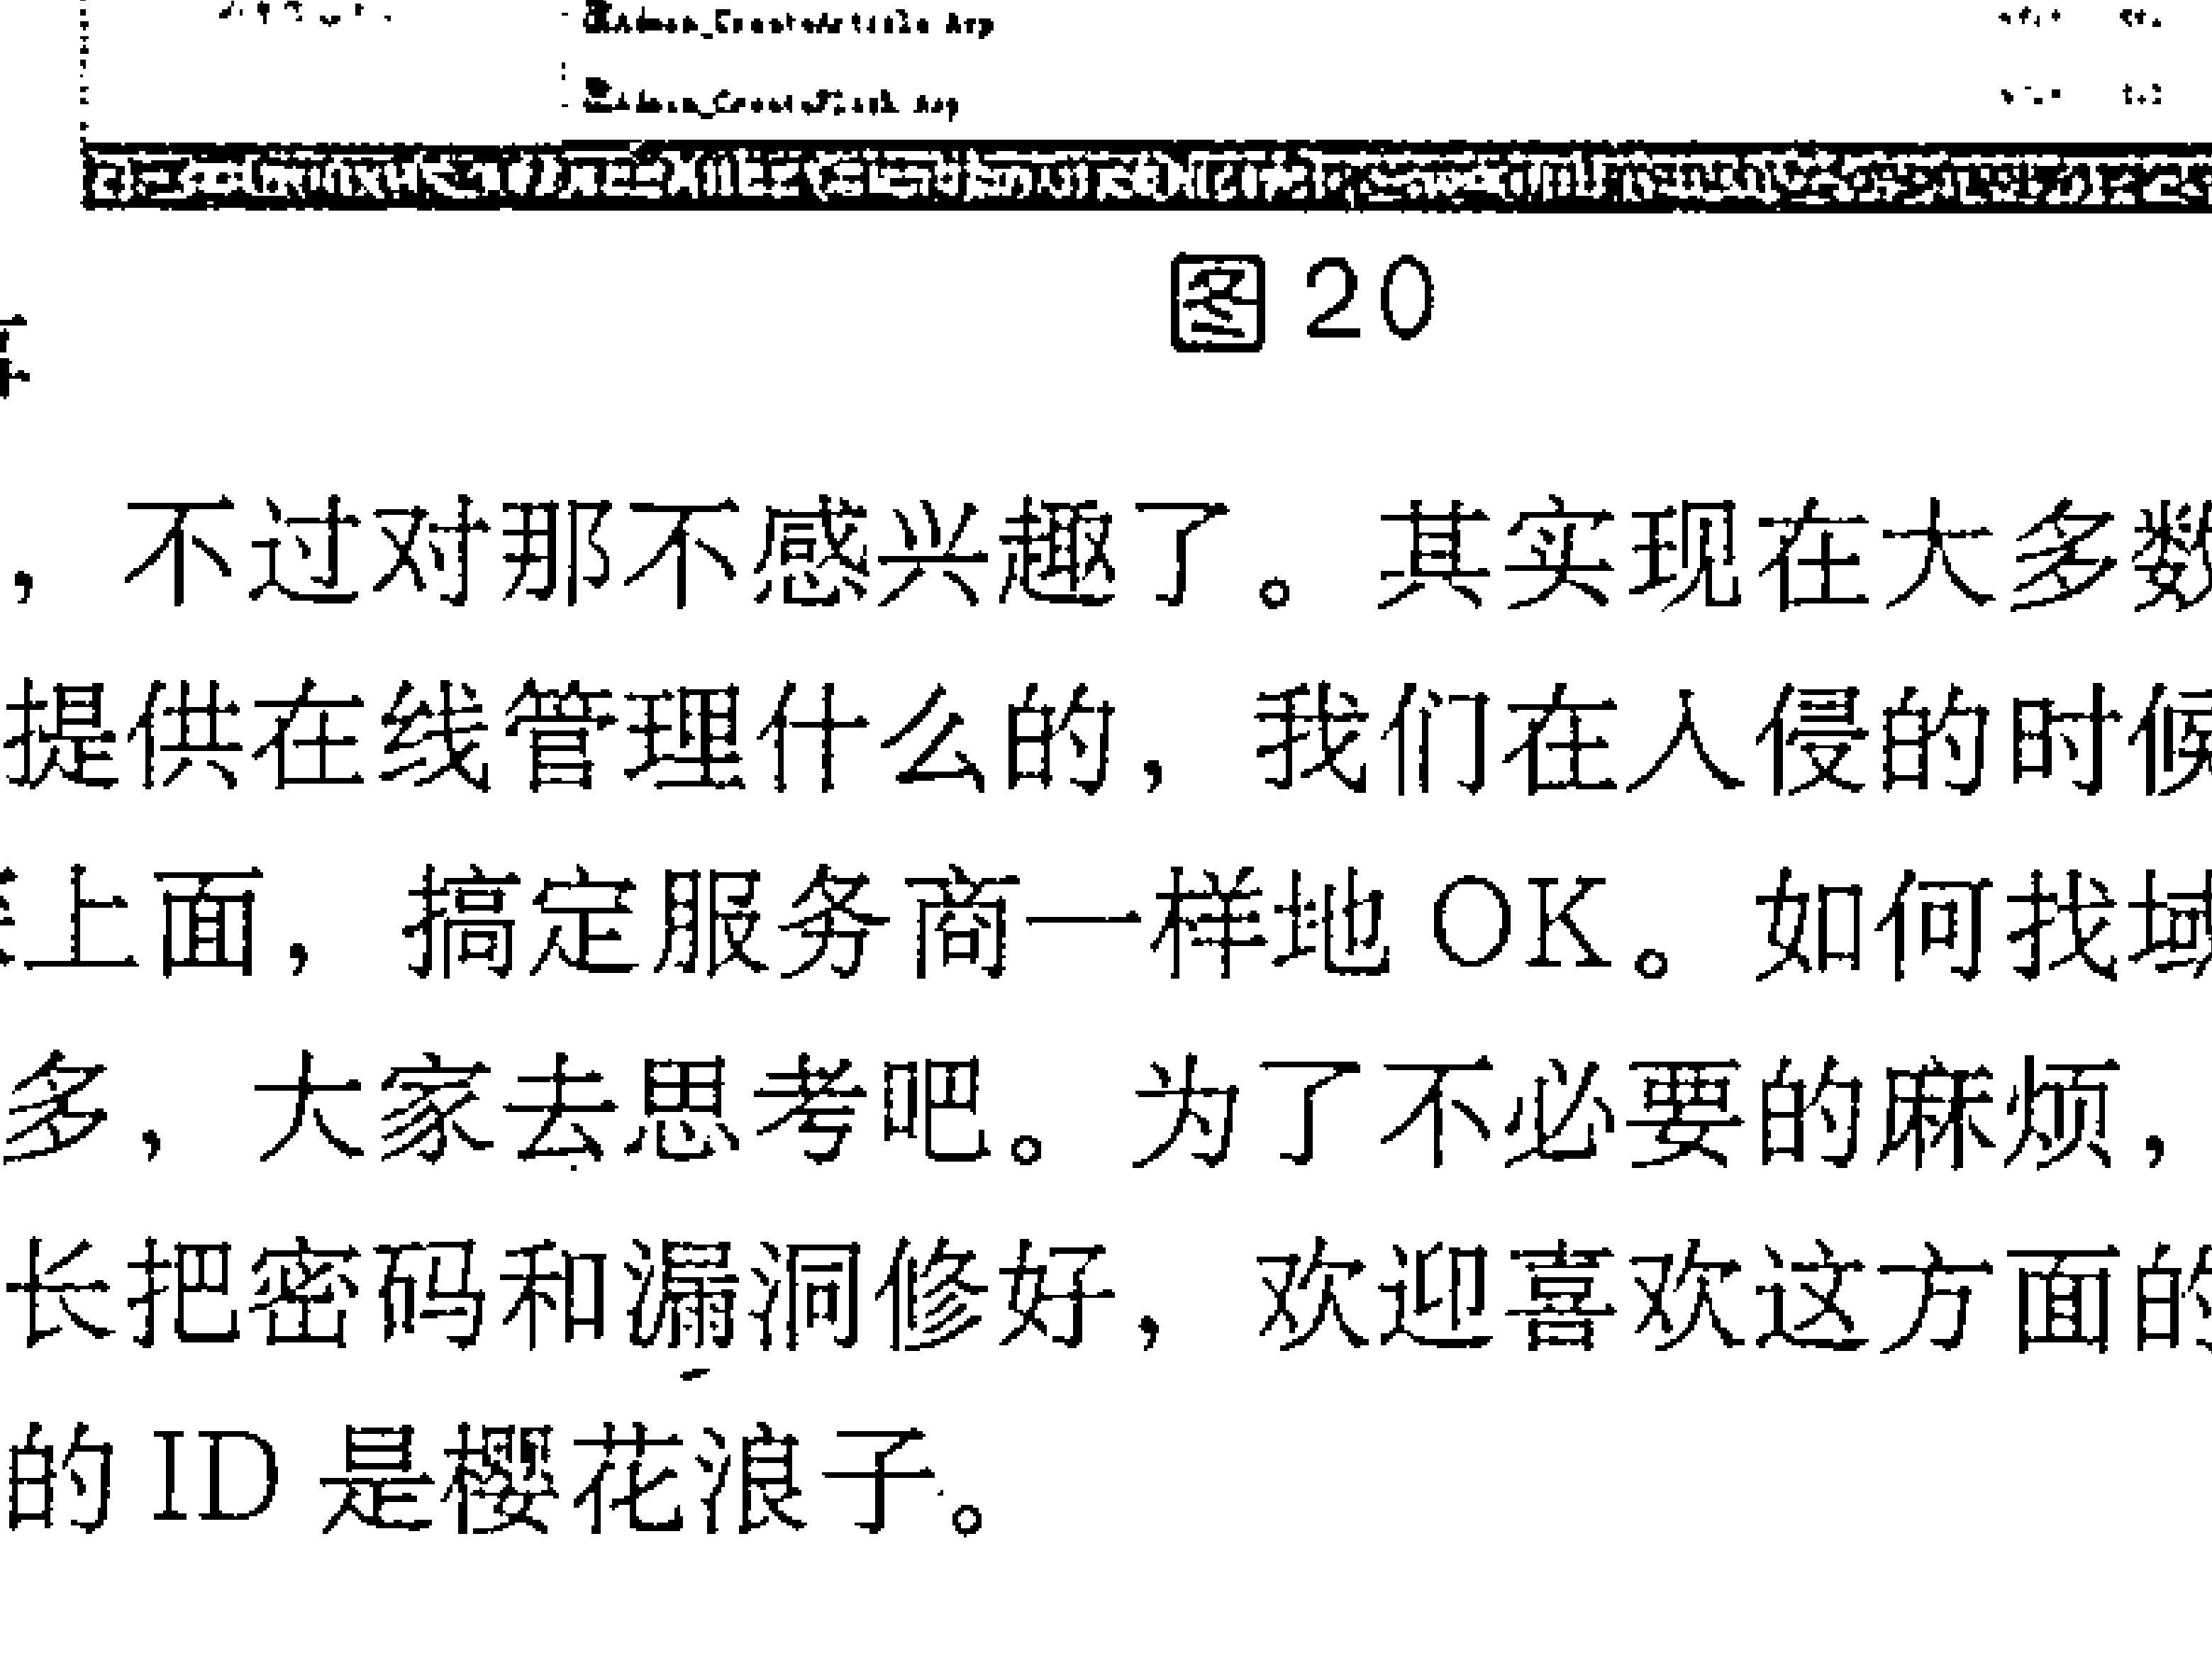 Admin_CreateArticle.asp
Admin_CreateFlash.asp
图 20
，不过对那不感兴趣了。其实现在大多数
提供在线管理什么的，我们在入侵的时候
上面，搞定服务商一样地 OK。如何找域
多，大家去思考吧。为了不必要的麻烦，
长把密码和漏洞修好，欢迎喜欢这方面的
的 ID 是樱花浪子。